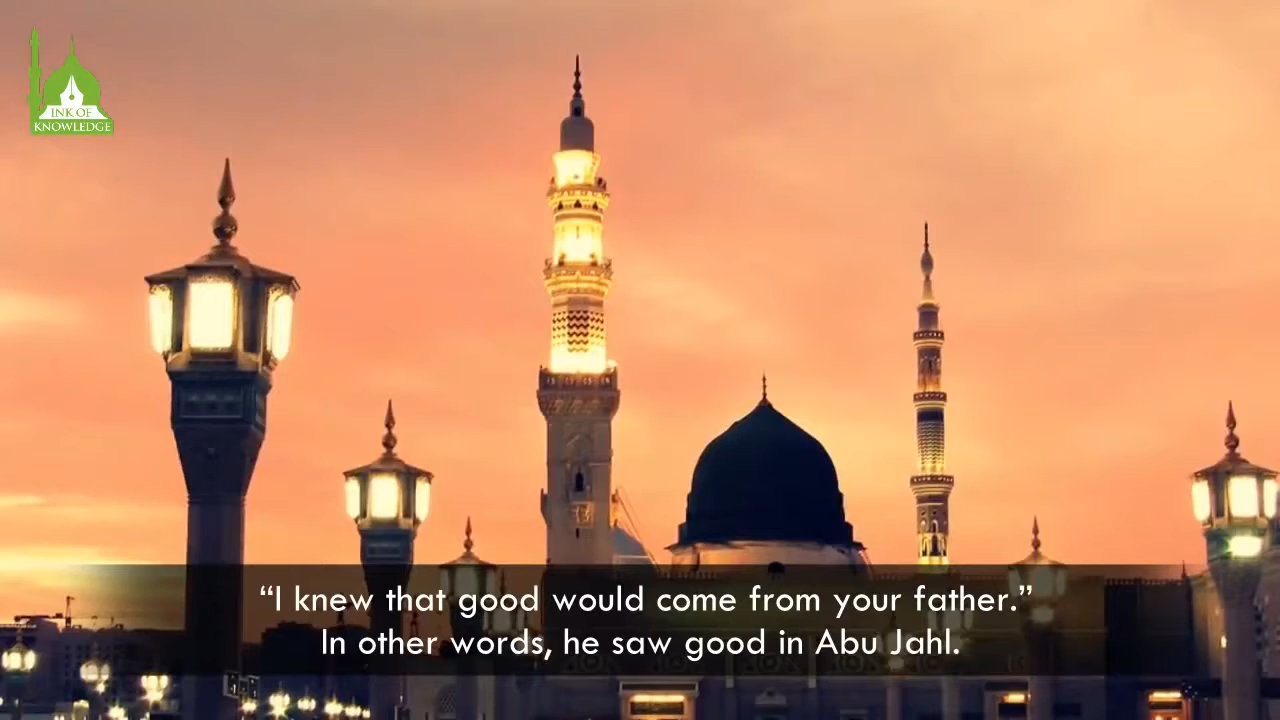 INK OF
KNOWLEDGE
“I knew that good would come from your father.”
In other words, he saw good in Abu Jahl.